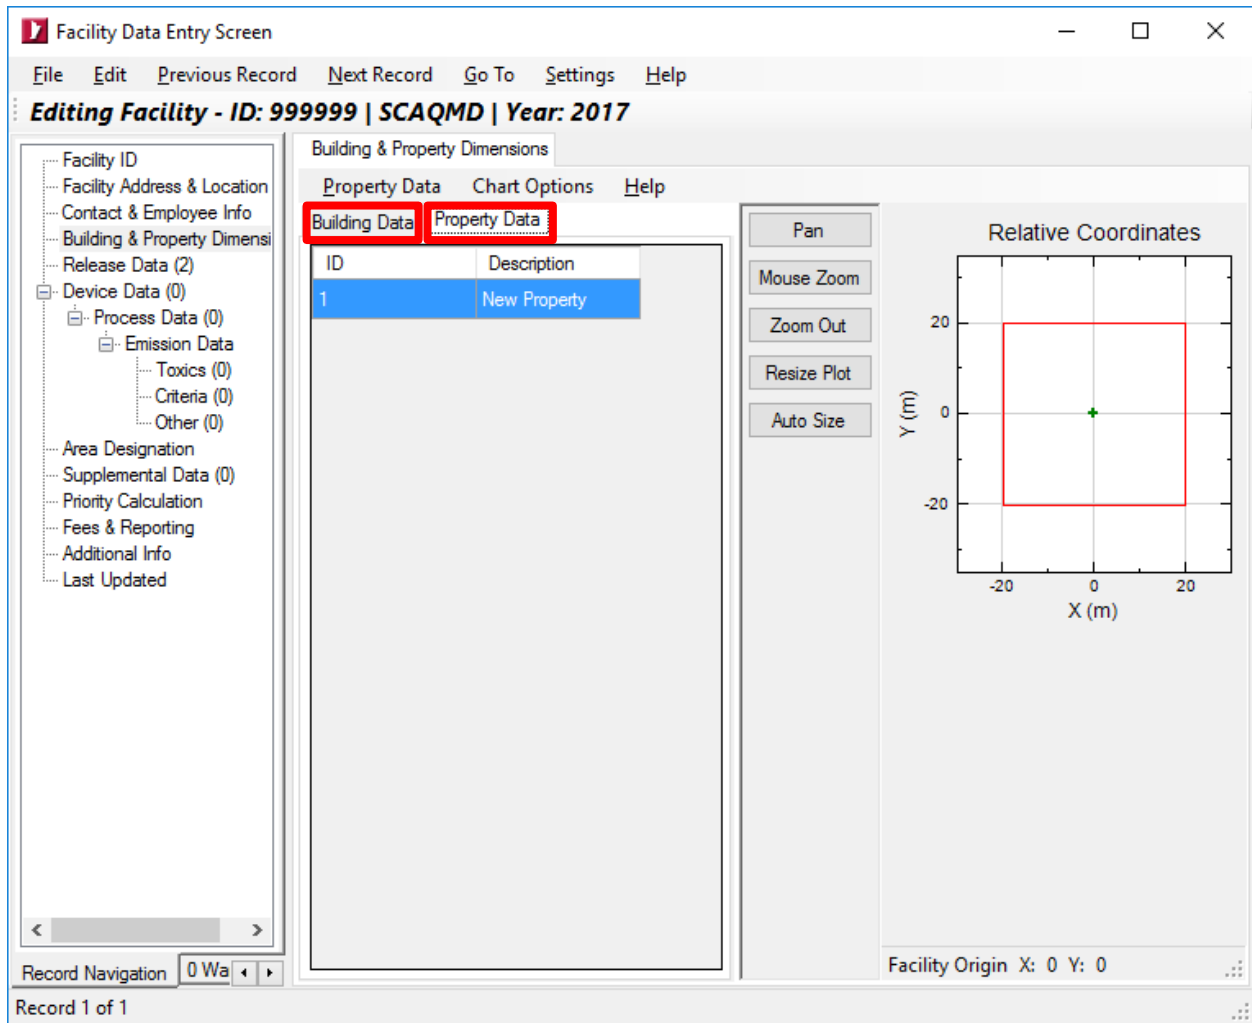 Facility Data Entry Screen
File Edit Previous Record Next Record Go To Settings Help
Editing Facility - ID: 999999 | SCAQMD | Year: 2017
Facility ID
Facility Address & Location
Contact & Employee Info
Building & Property Dimensi
Release Data (2)
Device Data (0)
Process Data (0)
Emission Data
Toxics (0)
Criteria (0)
Other (0)
Area Designation
Supplemental Data (0)
Priority Calculation
Fees & Reporting
Additional Info
Last Updated
Record Navigation 0 Wa
Building & Property Dimensions
Property Data Chart Options Help
Building Data Property Data
ID Description
1 New Property
Pan
Mouse Zoom
Zoom Out
Resize Plot
Auto Size
Relative Coordinates
20
0
-20
Y (m)
-20 0 20
X (m)
Facility Origin X: 0 Y: 0
Record 1 of 1